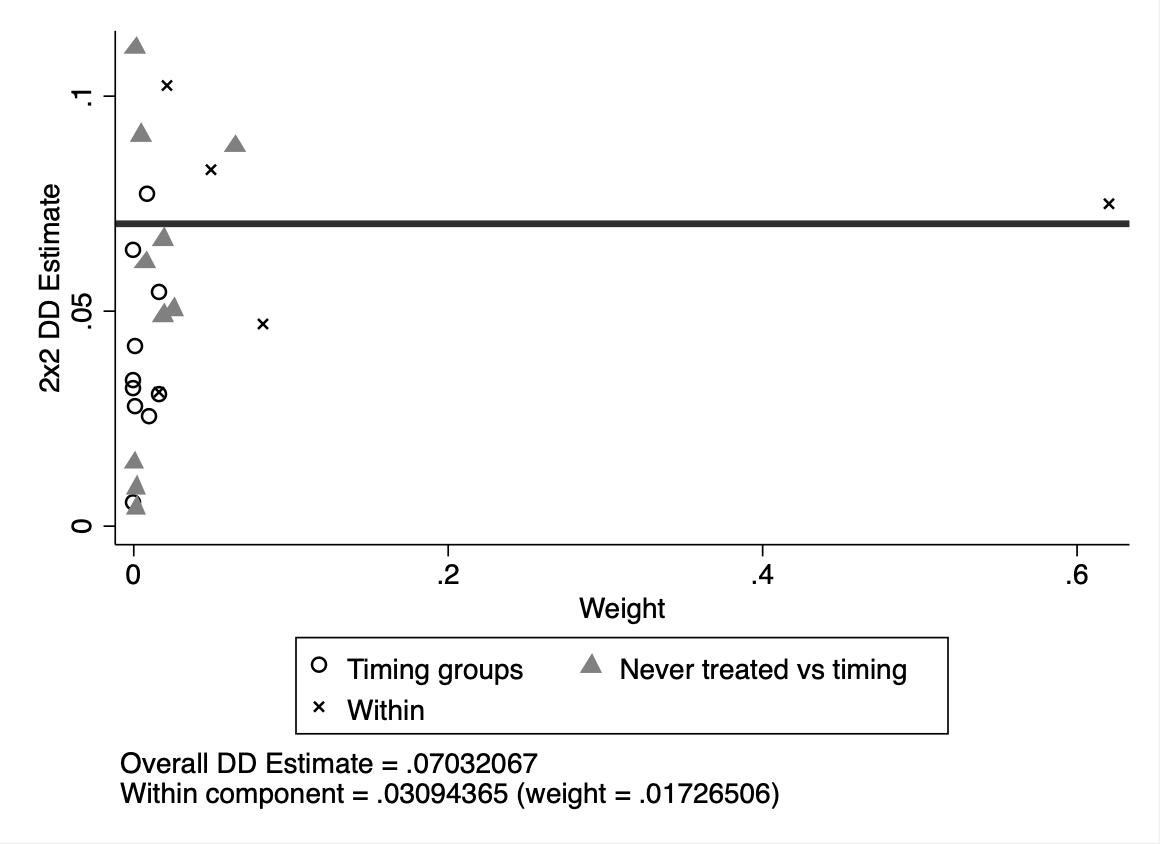 .1
.05
0
2x2 DD Estimate
0 .2 .4 .6
Weight
Timing groups Never treated vs timing
Within
Overall DD Estimate = .07032067
Within component = .03094365 (weight = .01726506)